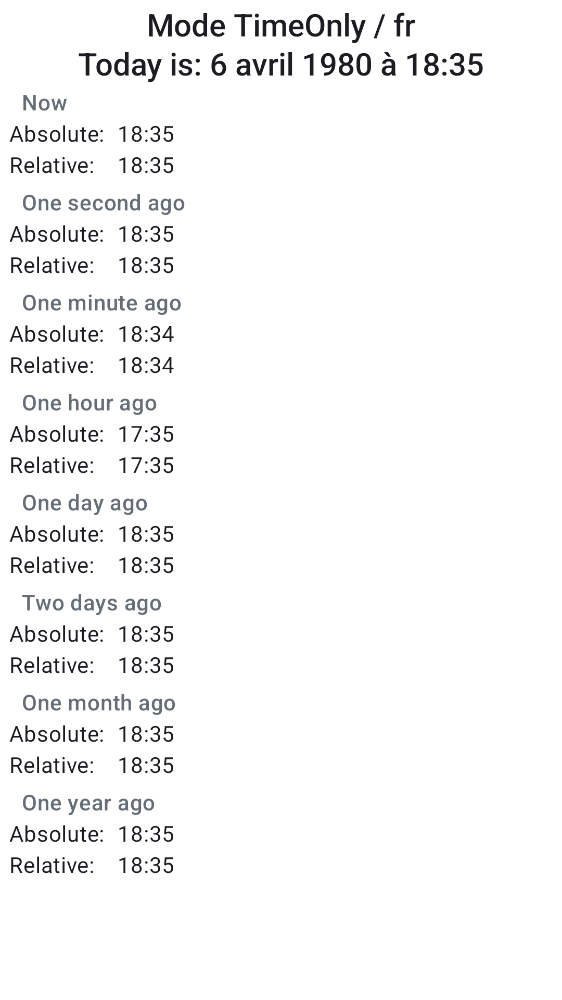 Mode TimeOnly / fr
Today is: 6 avril 1980 à 18:35
Now
Absolute: 18:35
Relative: 18:35
One second ago
Absolute: 18:35
Relative: 18:35
One minute ago
Absolute: 18:34
Relative: 18:34
One hour ago
Absolute: 17:35
Relative: 17:35
One day ago
Absolute: 18:35
Relative: 18:35
Two days ago
Absolute: 18:35
Relative: 18:35
One month ago
Absolute: 18:35
Relative: 18:35
One year ago
Absolute: 18:35
Relative: 18:35